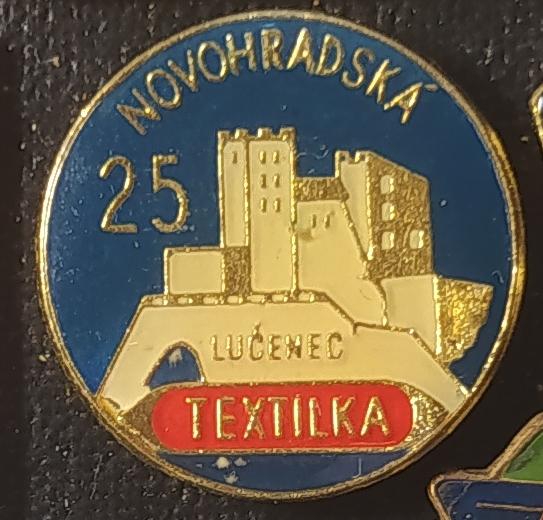 NOVOHRADSKÁ
25
LUČENEC
TEXTILKA